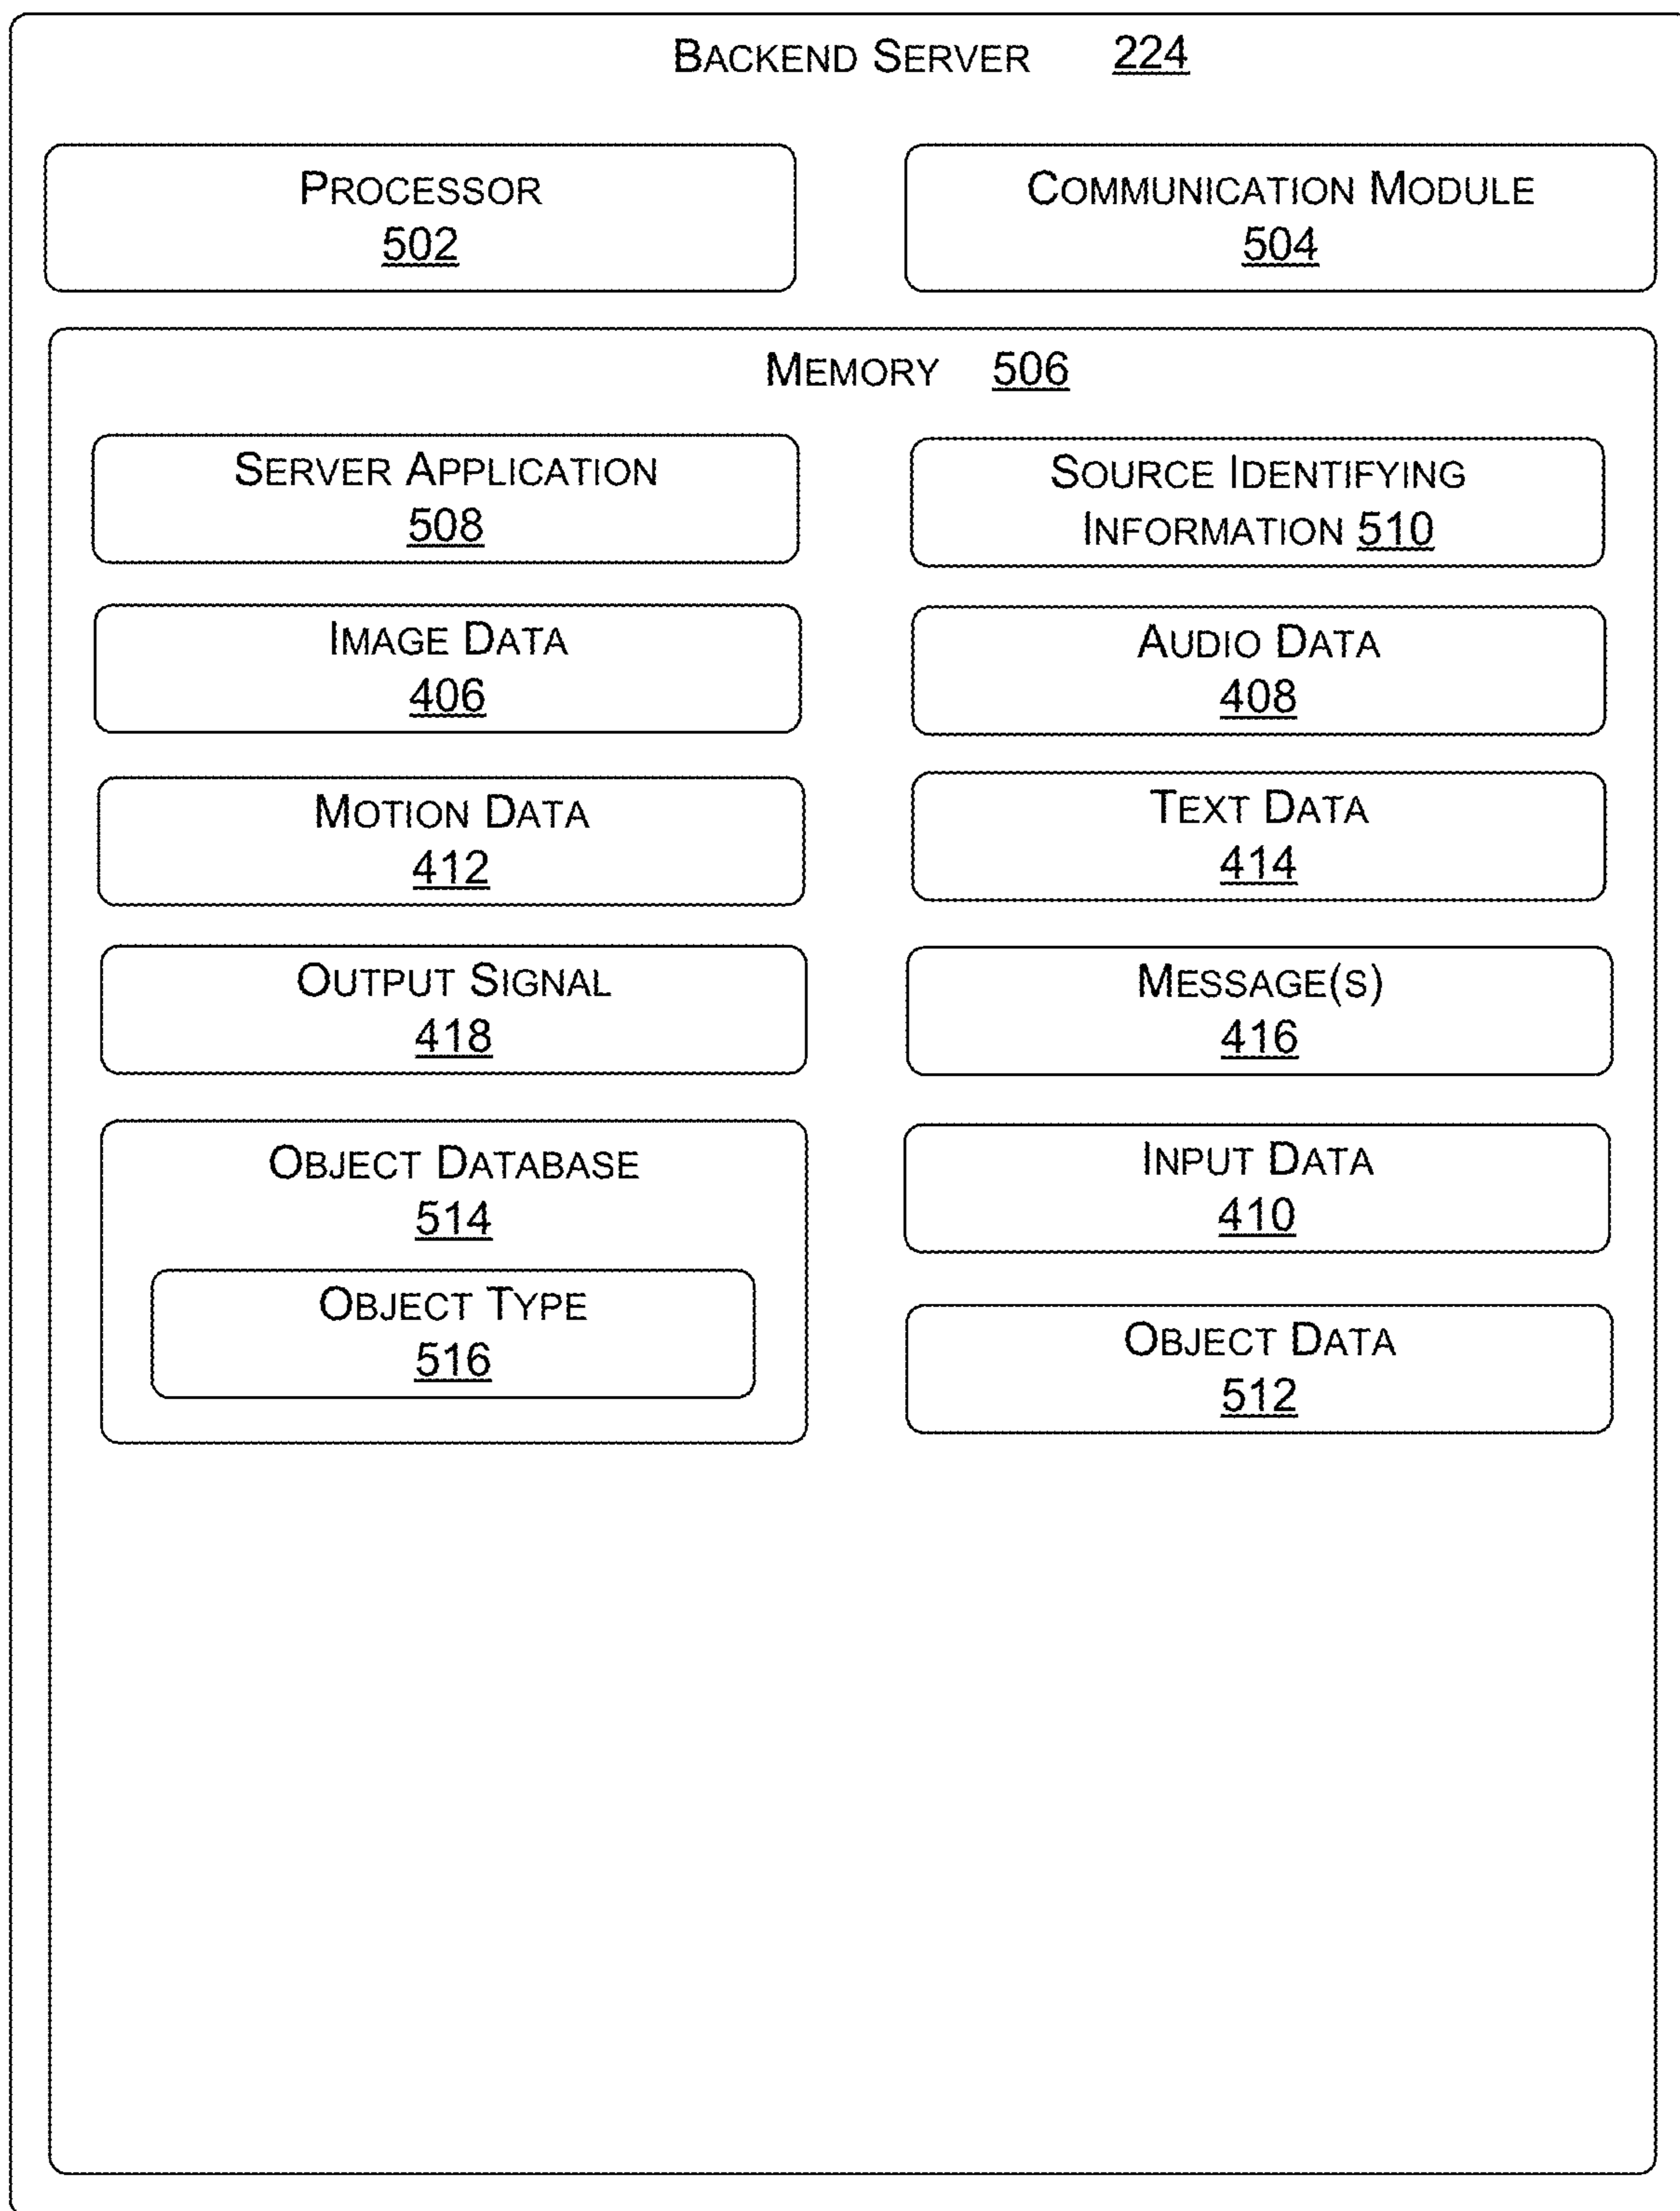 BACKEND SERVER 224
PROCESSOR
502
COMMUNICATION MODULE
504
MEMORY 506
SERVER APPLICATION
508
SOURCE IDENTIFYING
INFORMATION 510
IMAGE DATA
406
AUDIO DATA
408
MOTION DATA
412
TEXT DATA
414
OUTPUT SIGNAL
418
MESSAGE(S)
416
OBJECT DATABASE
514
OBJECT TYPE
516
INPUT DATA
410
OBJECT DATA
512